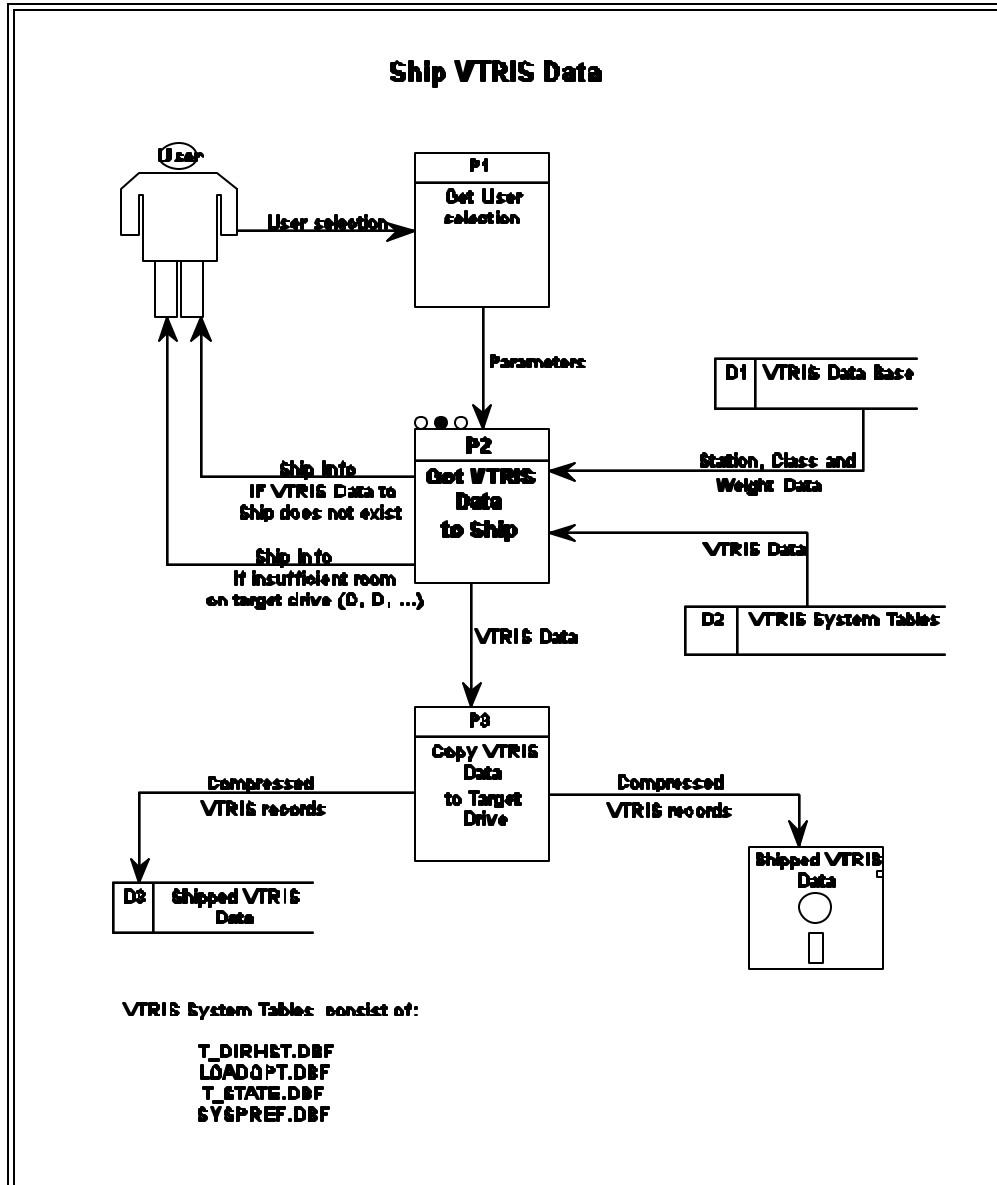 Ship VTRIS Data
User
P1
Get User
selection
User selection
Parameters
D1 VTRIS Data Base
P2
Get VTRIS
Data
to Ship
Station, Class and
Weight Data
Ship info
IF VTRIS Data to
Ship does not exist
VTRIS Data
Ship info
If insufficient room
on target drive
D2 VTRIS System Tables
VTRIS Data
P3
Copy VTRIS
Data
to Target
Drive
Compressed
VTRIS records
Compressed
VTRIS records
D3 Shipped VTRIS
Data
Shipped VTRIS
Data
VTRIS System Tables consist of:
LOADOPT.DBF
T_STATE.DBF
SYSPREF.DBF